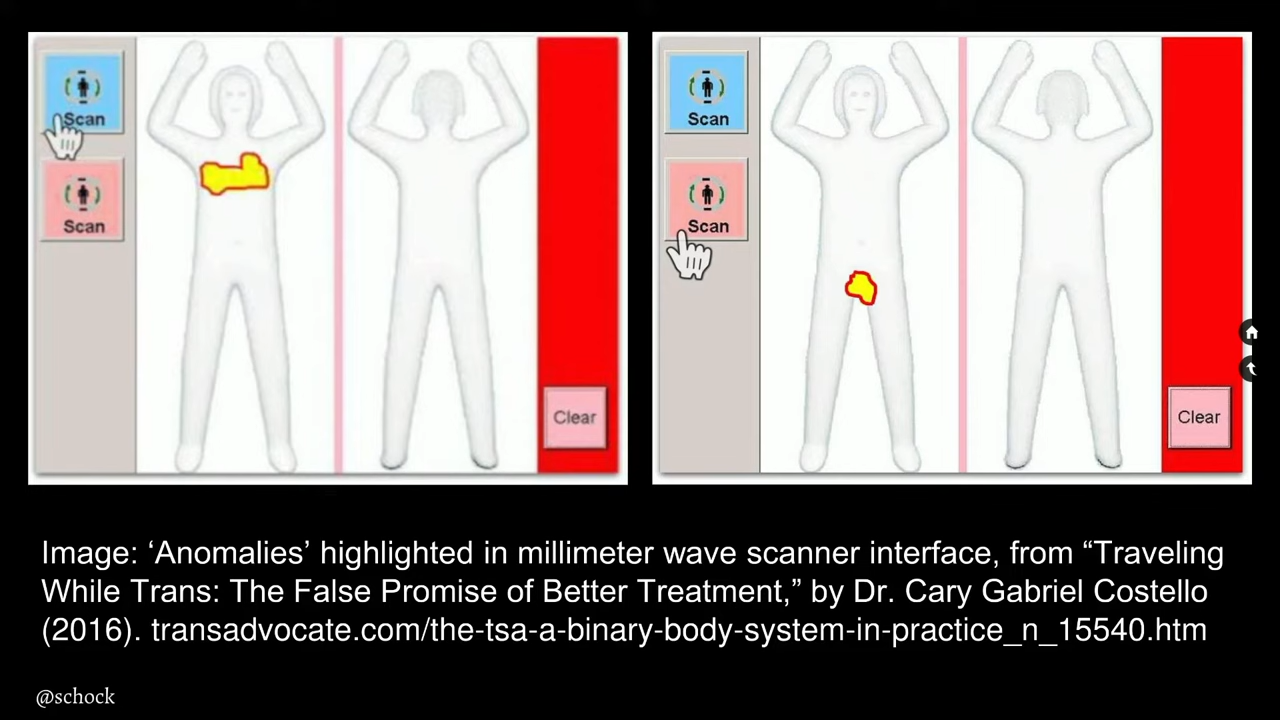 Scan
Scan
Clear
Scan
Scan
Clear
Image: ‘Anomalies’ highlighted in millimeter wave scanner interface, from “Traveling
While Trans: The False Promise of Better Treatment,” by Dr. Cary Gabriel Costello
(2016). transadvocate.com/the-tsa-a-binary-body-system-in-practice_n_15540.htm
@schock